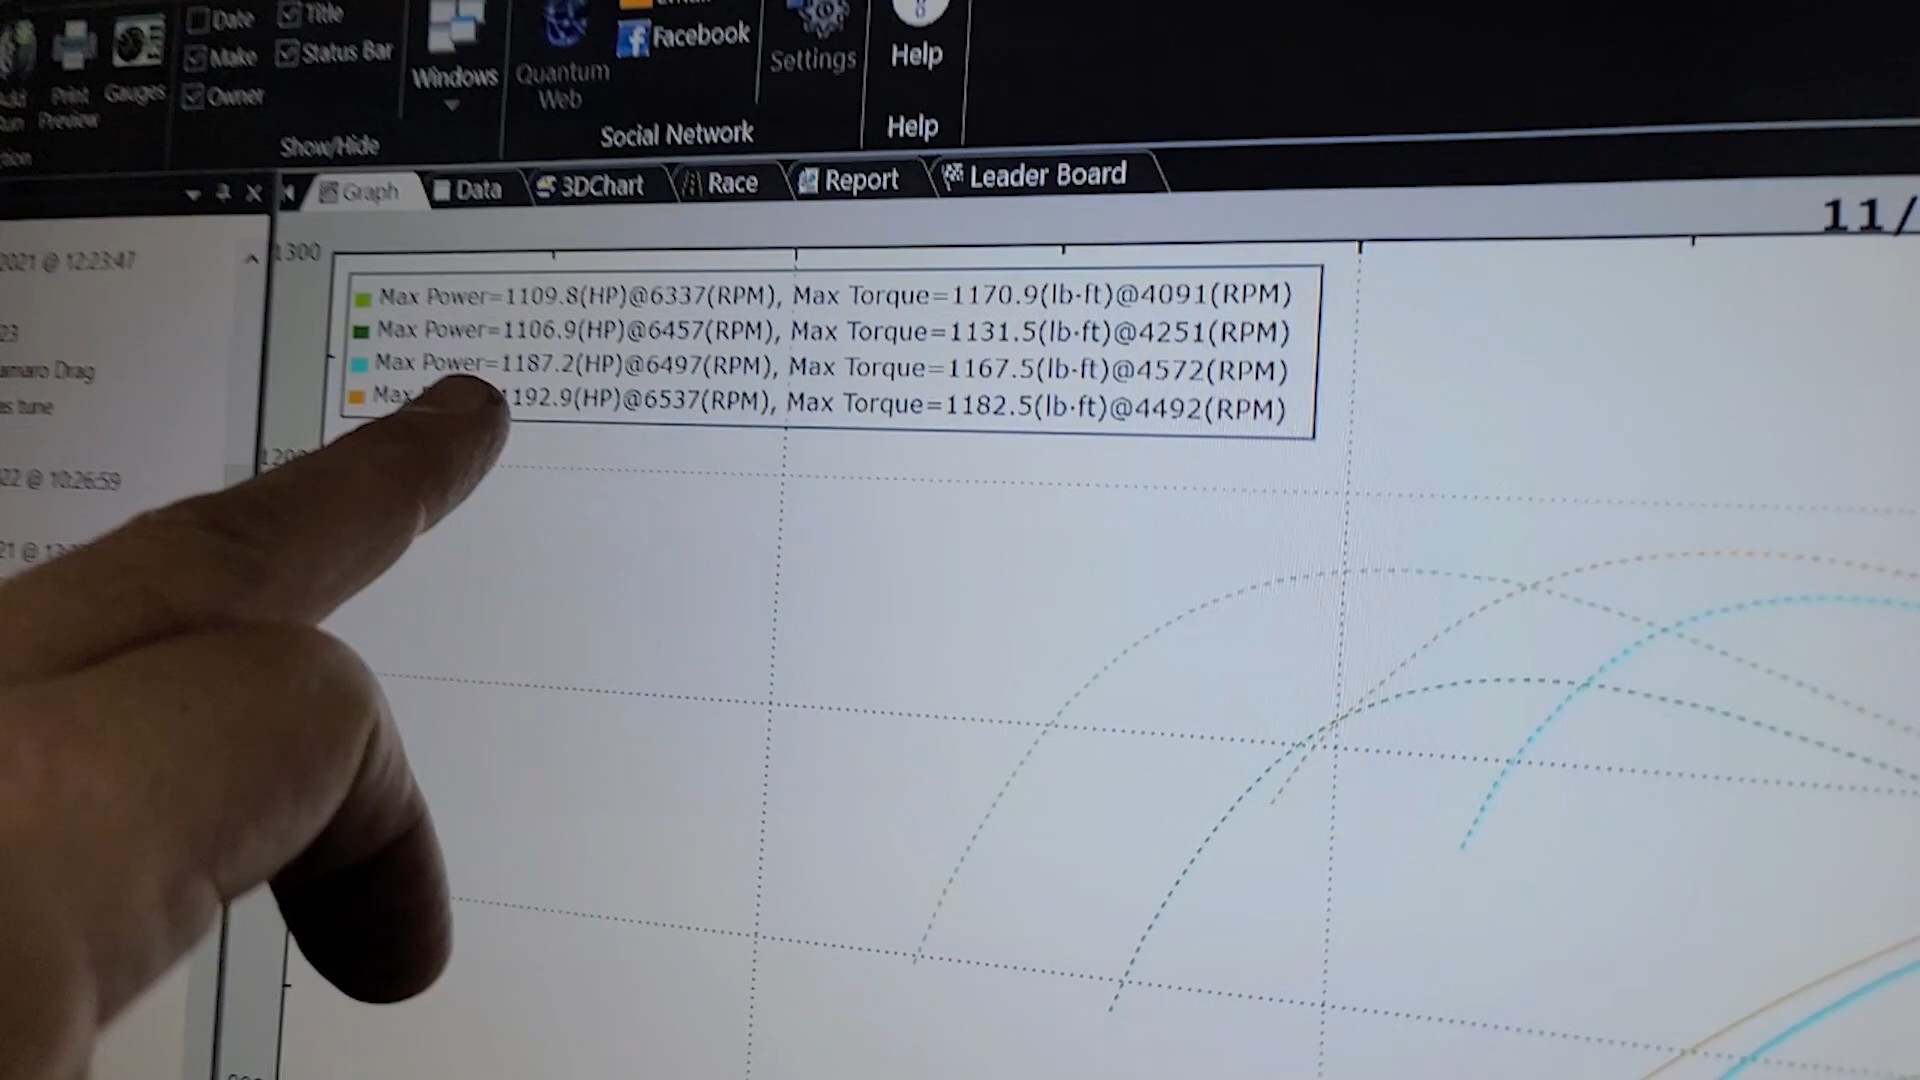 Date
Title
Make
Status Bar
Owner
Print
Preview
Gauges
Show/Hide
Windows
Quantum
Web
Facebook
Social Network
Settings
Help
Help
Graph
Data
3DChart
Race
Report
Leader Board
11/
2021 @ 12:23:47
23
amaro Drag
as tune
22 @ 10:26:59
21 @
1300
Max Power=1109.8(HP)@6337(RPM), Max Torque=1170.9(lb·ft)@4091(RPM)
Max Power=1106.9(HP)@6457(RPM), Max Torque=1131.5(lb·ft)@4251(RPM)
Max Power=1187.2(HP)@6497(RPM), Max Torque=1167.5(lb·ft)@4572(RPM)
Max 1192.9(HP)@6537(RPM), Max Torque=1182.5(lb·ft)@4492(RPM)
1200